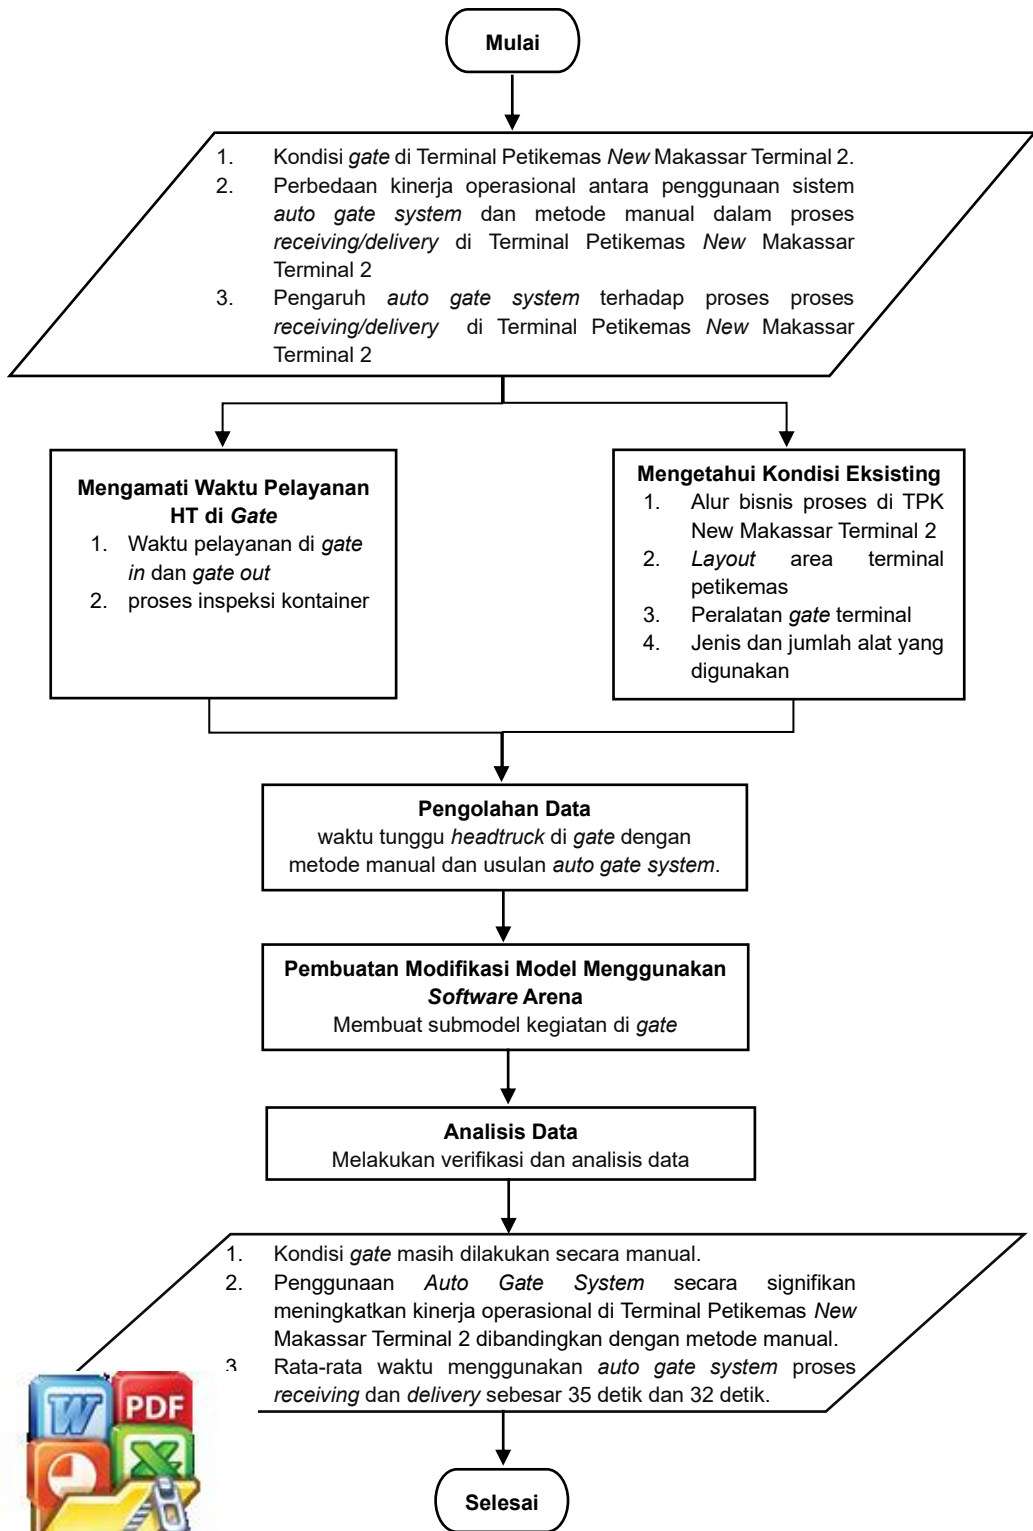 Mulai
1. Kondisi gate di Terminal Petikemas New Makassar Terminal 2.
2. Perbedaan kinerja operasional antara penggunaan sistem
auto gate system dan metode manual dalam proses
receiving/delivery di Terminal Petikemas New Makassar
Terminal 2
3. Pengaruh auto gate system terhadap proses proses
receiving/delivery di Terminal Petikemas New Makassar
Terminal 2
Mengamati Waktu Pelayanan
HT di Gate
1. Waktu pelayanan di gate
in dan gate out
2. proses inspeksi kontainer
Mengetahui Kondisi Eksisting
1. Alur bisnis proses di TPK
New Makassar Terminal 2
2. Layout area terminal
petikemas
3. Peralatan gate terminal
4. Jenis dan jumlah alat yang
digunakan
Pengolahan Data
waktu tunggu headtruck di gate dengan
metode manual dan usulan auto gate system.
Pembuatan Modifikasi Model Menggunakan
Software Arena
Membuat submodel kegiatan di gate
Analisis Data
Melakukan verifikasi dan analisis data
1. Kondisi gate masih dilakukan secara manual.
2. Penggunaan Auto Gate System secara signifikan
meningkatkan kinerja operasional di Terminal Petikemas New
Makassar Terminal 2 dibandingkan dengan metode manual.
3. Rata-rata waktu menggunakan auto gate system proses
receiving dan delivery sebesar 35 detik dan 32 detik.
W PDF
X
Selesai